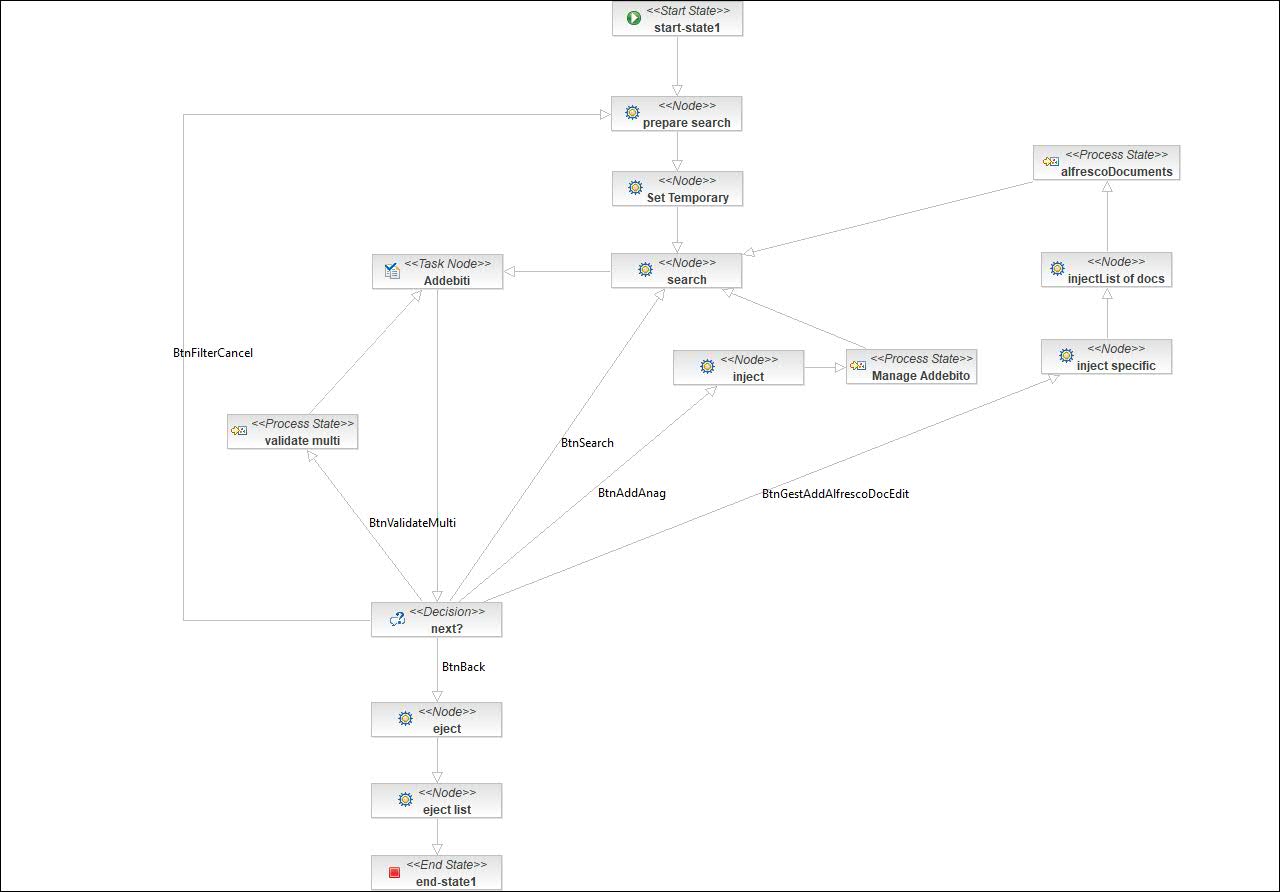 <<Start State>>
start-state1
<<Node>>
prepare search
<<Node>>
Set Temporary
<<Process State>>
alfrescoDocuments
<<Task Node>>
Addebiti
<<Node>>
search
<<Node>>
injectList of docs
BtnFilterCancel
<<Node>>
inject
<<Process State>>
Manage Addebito
<<Node>>
inject specific
<<Process State>>
validate multi
BtnSearch
BtnAddAnag
BtnGestAddAlfrescoDocEdit
BtnValidateMulti
<<Decision>>
next?
BtnBack
<<Node>>
eject
<<Node>>
eject list
<<End State>>
end-state1